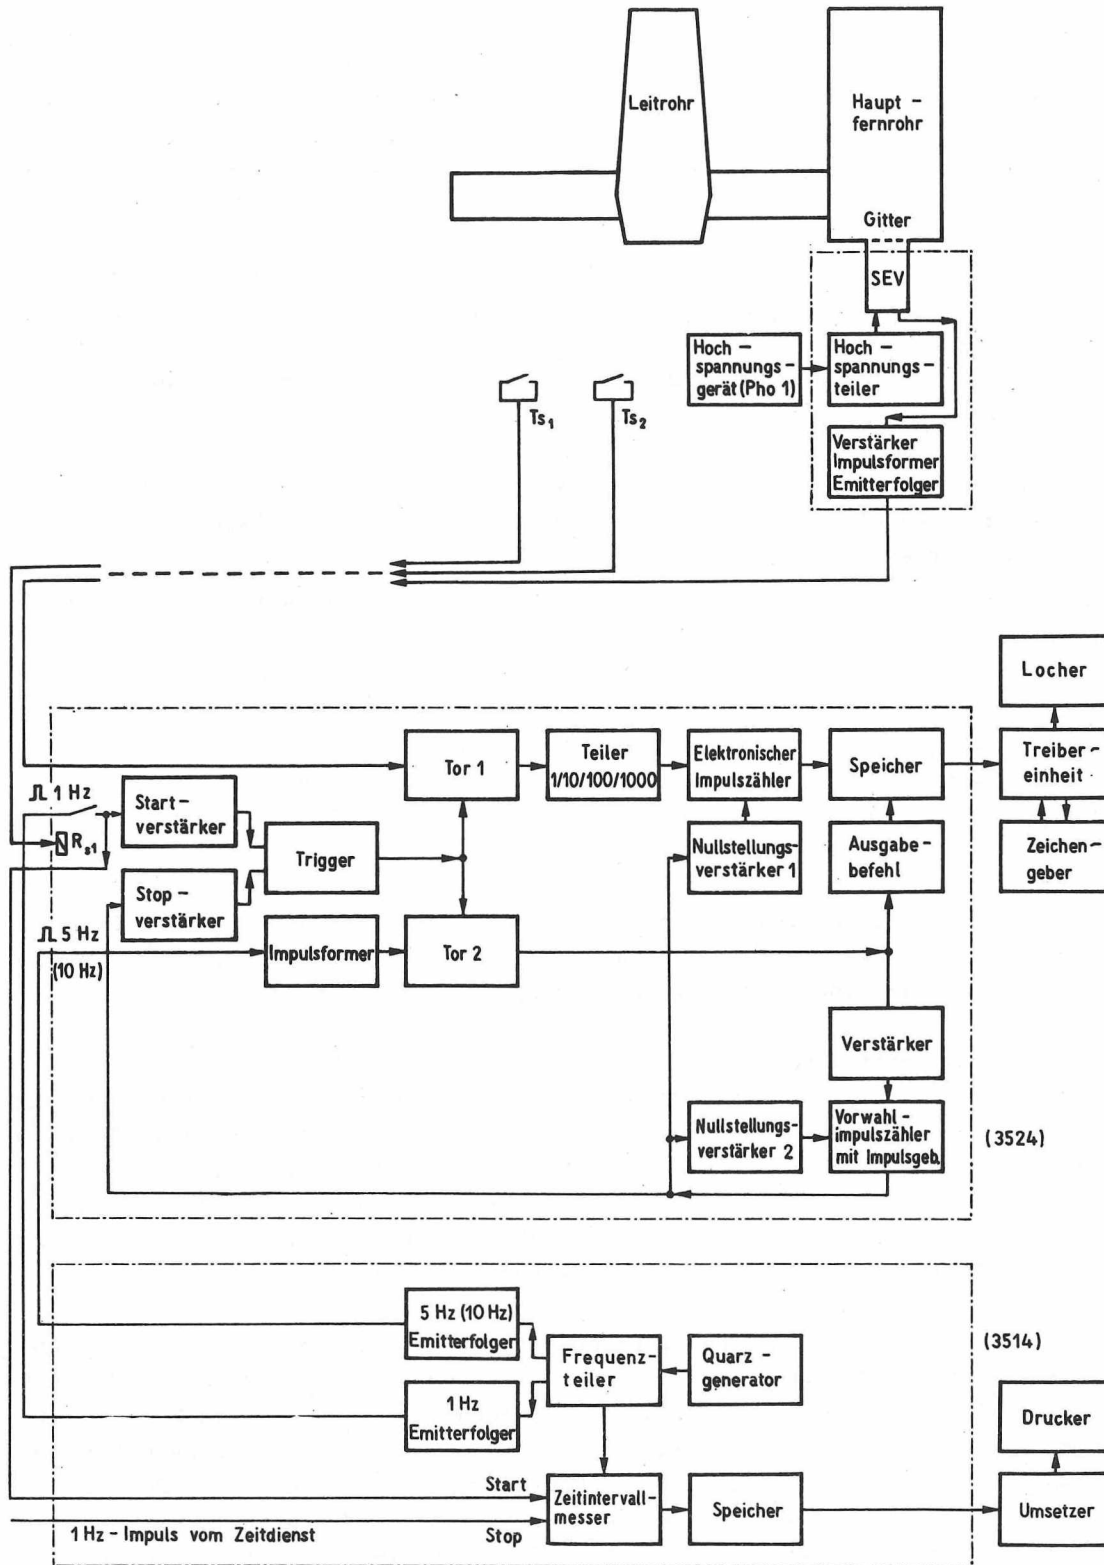 Leitrohr
Haupt –
fernrohr
Gitter
SEV
Hoch –
spannungs-
gerät (Pho 1)
Hoch –
spannungs –
teiler
Ts1
Ts2
Verstärker
Impulsformer
Emitterfolger
Locher
Tor 1
Teiler
1/10/100/1000
Elektronischer
Impulszähler
Speicher
Treiber –
einheit
1 Hz
Start –
verstärker
Rs1
Trigger
Nullstellungs-
verstärker 1
Ausgabe –
befehl
Zeichen –
geber
Stop –
verstärker
5 Hz
(10 Hz)
Impulsformer
Tor 2
Verstärker
Nullstellungs-
verstärker 2
Vorwahl –
impulszähler
mit Impulsgeb.
(3524)
5 Hz (10 Hz)
Emitterfolger
Frequenz –
teiler
Quarz –
generator
(3514)
1 Hz
Emitterfolger
Drucker
Start
Zeitintervall –
messer
Speicher
Umsetzer
1 Hz – Impuls vom Zeitdienst
Stop